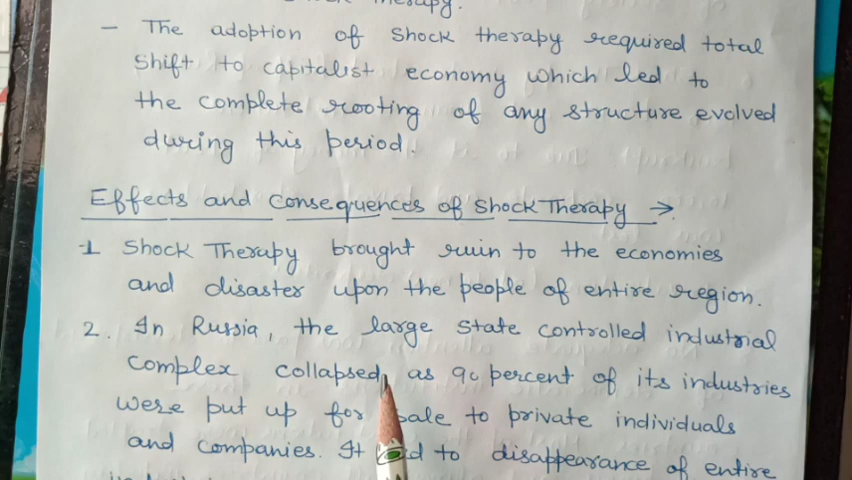 Shock Therapy.
- The adoption of shock therapy required total
shift to capitalist economy which led to
the complete rooting of any structure evolved
during this period.
Effects and Consequences of Shock Therapy →
1 Shock Therapy brought ruin to the economies
and disaster upon the people of entire region.
2. In Russia, the large state controlled industrial
complex collapsed as 90 percent of its industries
were put up for sale to private individuals
and companies. It led to disappearance of entire